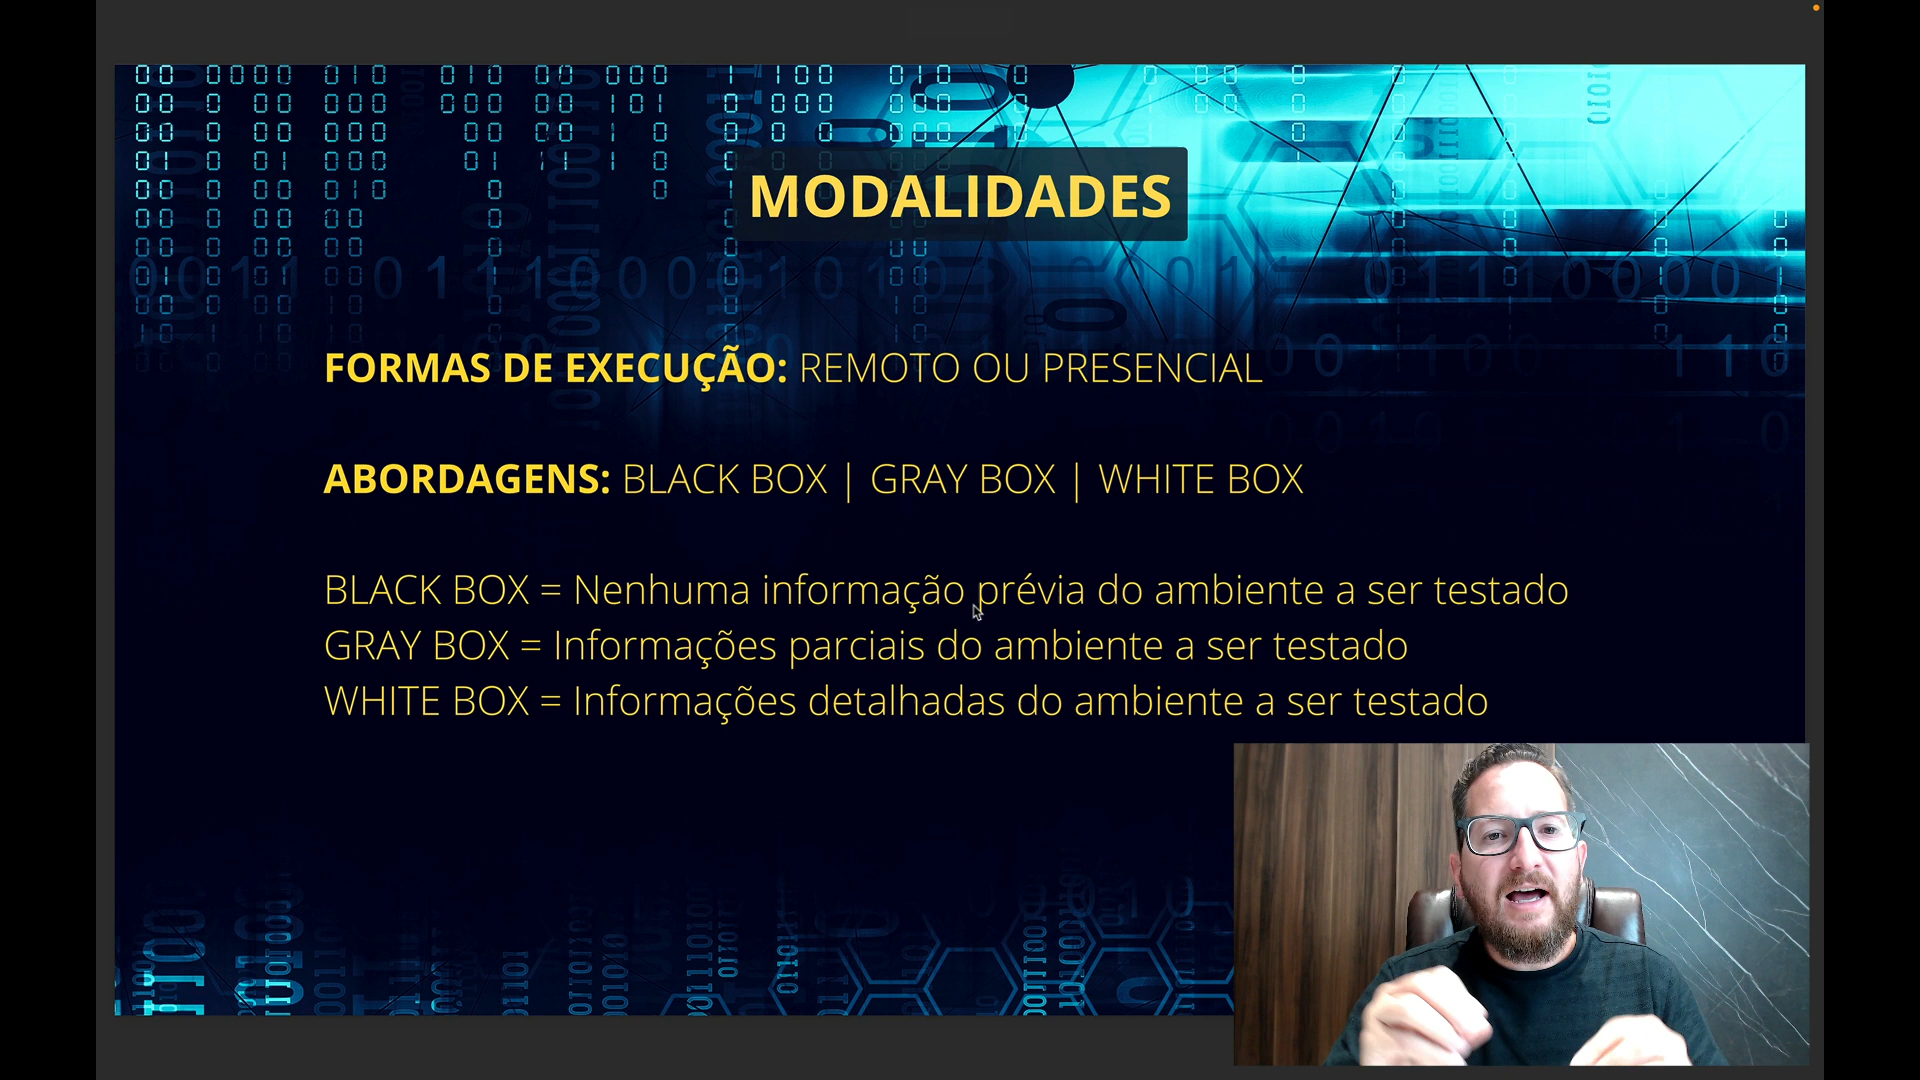 MODALIDADES
FORMAS DE EXECUÇÃO: REMOTO OU PRESENCIAL
ABORDAGENS: BLACK BOX | GRAY BOX | WHITE BOX
BLACK BOX = Nenhuma informação prévia do ambiente a ser testado
GRAY BOX = Informações parciais do ambiente a ser testado
WHITE BOX = Informações detalhadas do ambiente a ser testado